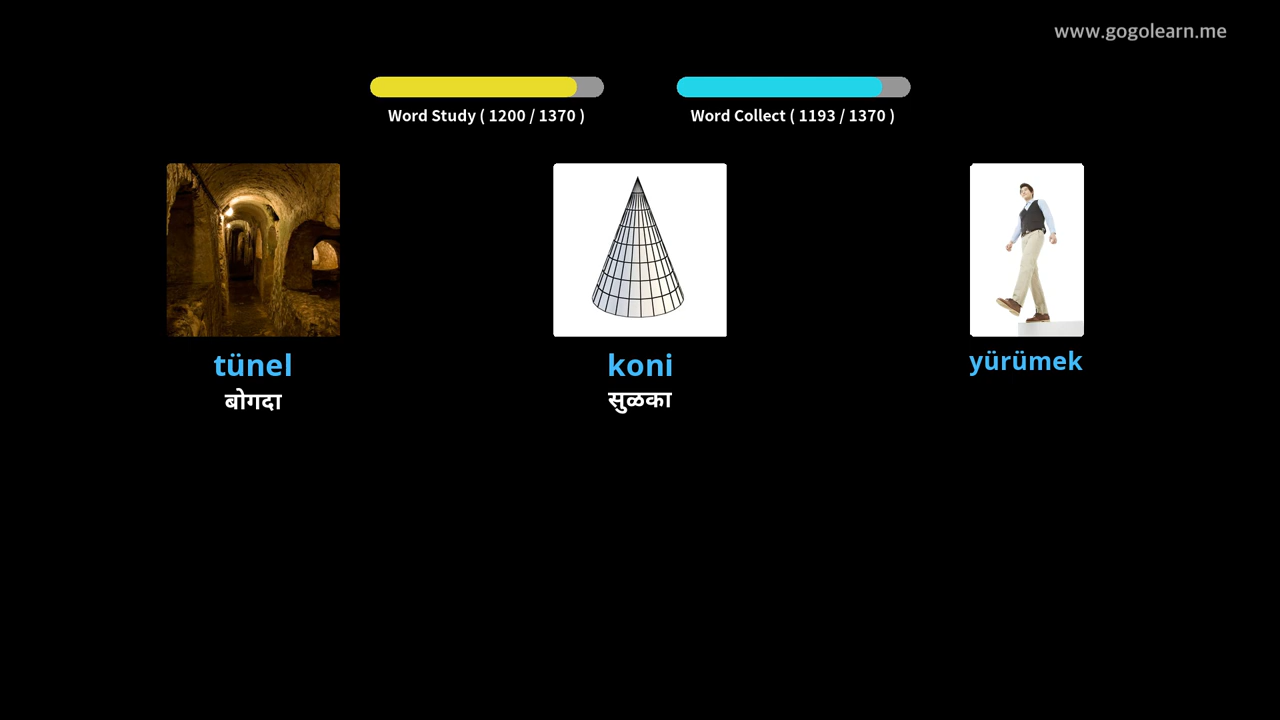 www.gogolearn.me
Word Study ( 1200 / 1370 )
Word Collect ( 1193 / 1370 )
tünel
बोगदा
koni
सुळका
yürümek